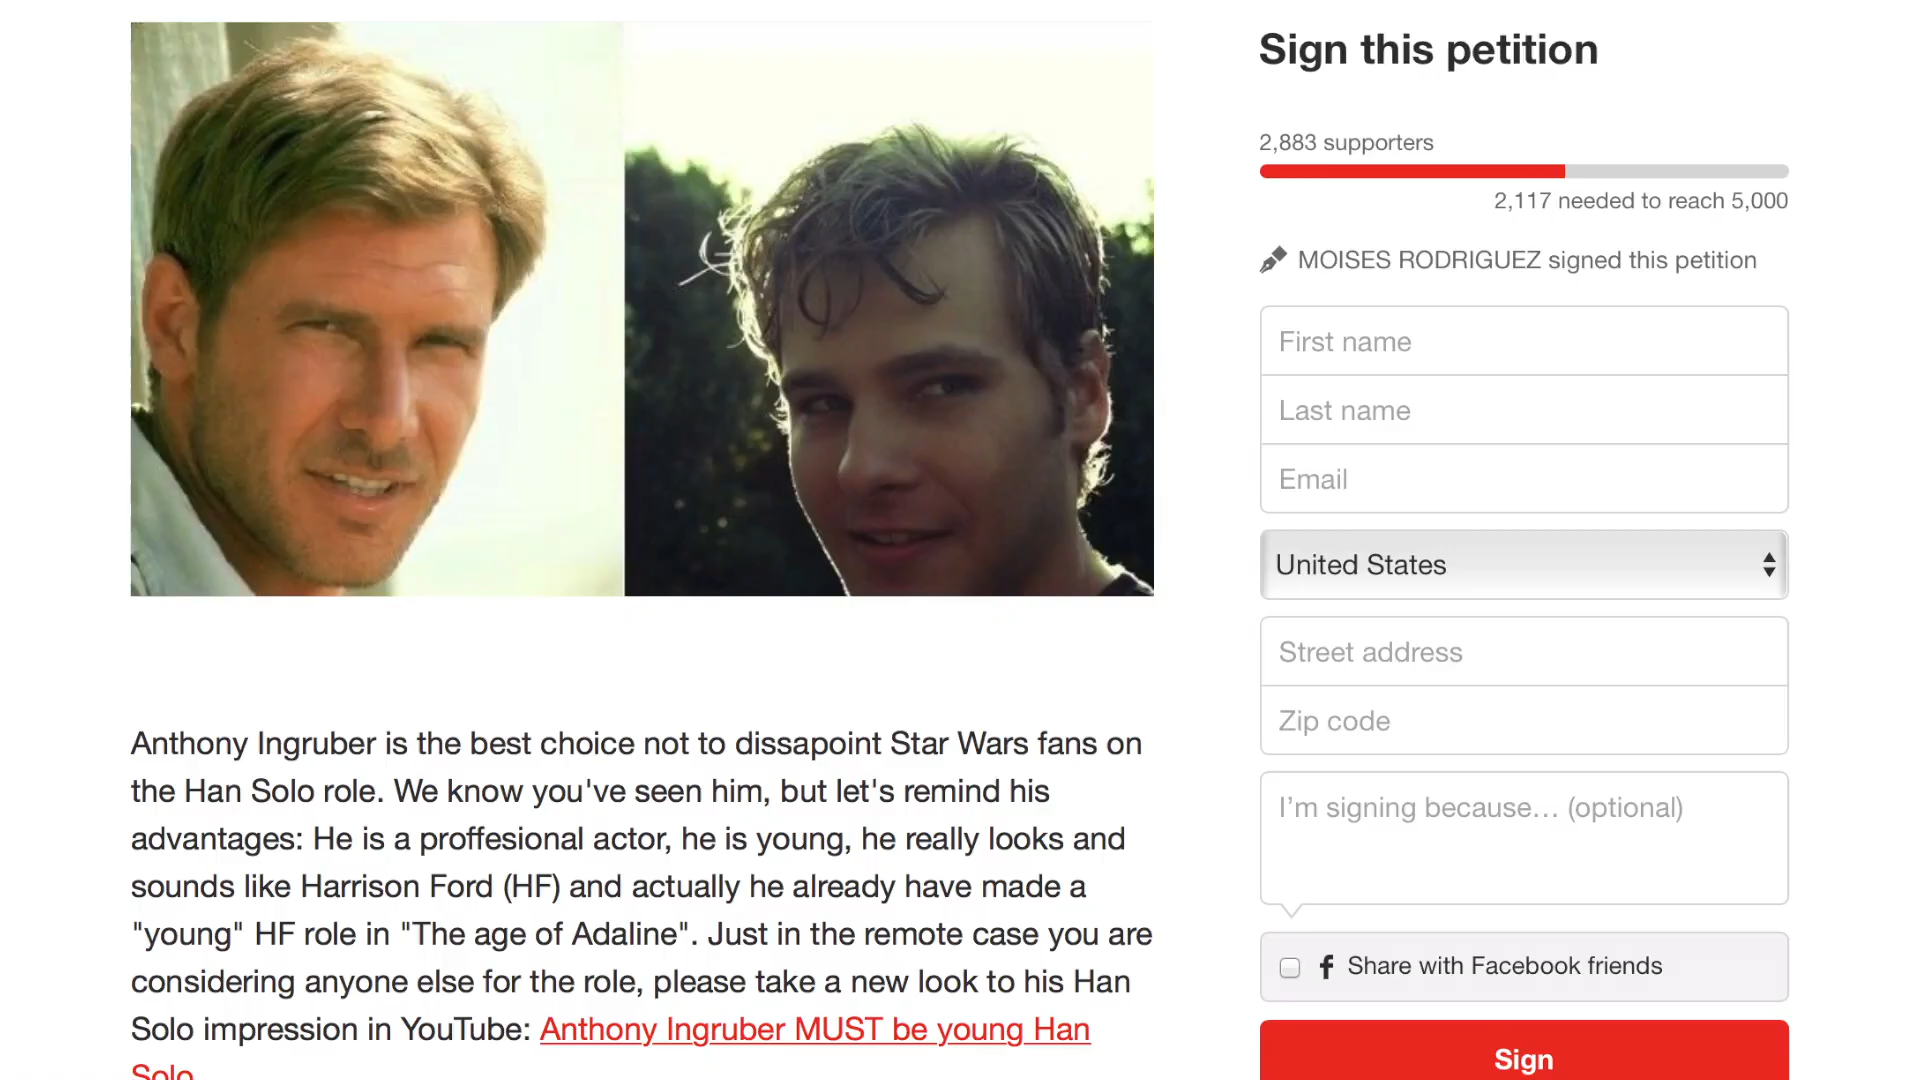 Sign this petition
2,883 supporters
2,117 needed to reach 5,000
MOISES RODRIGUEZ signed this petition
First name
Last name
Email
United States
Street address
Zip code
I'm signing because... (optional)
Share with Facebook friends
Sign
Anthony Ingruber is the best choice not to dissapoint Star Wars fans on
the Han Solo role. We know you've seen him, but let's remind his
advantages: He is a proffesional actor, he is young, he really looks and
sounds like Harrison Ford (HF) and actually he already have made a
"young" HF role in "The age of Adaline". Just in the remote case you are
considering anyone else for the role, please take a new look to his Han
Solo impression in YouTube: Anthony Ingruber MUST be young Han
Solo